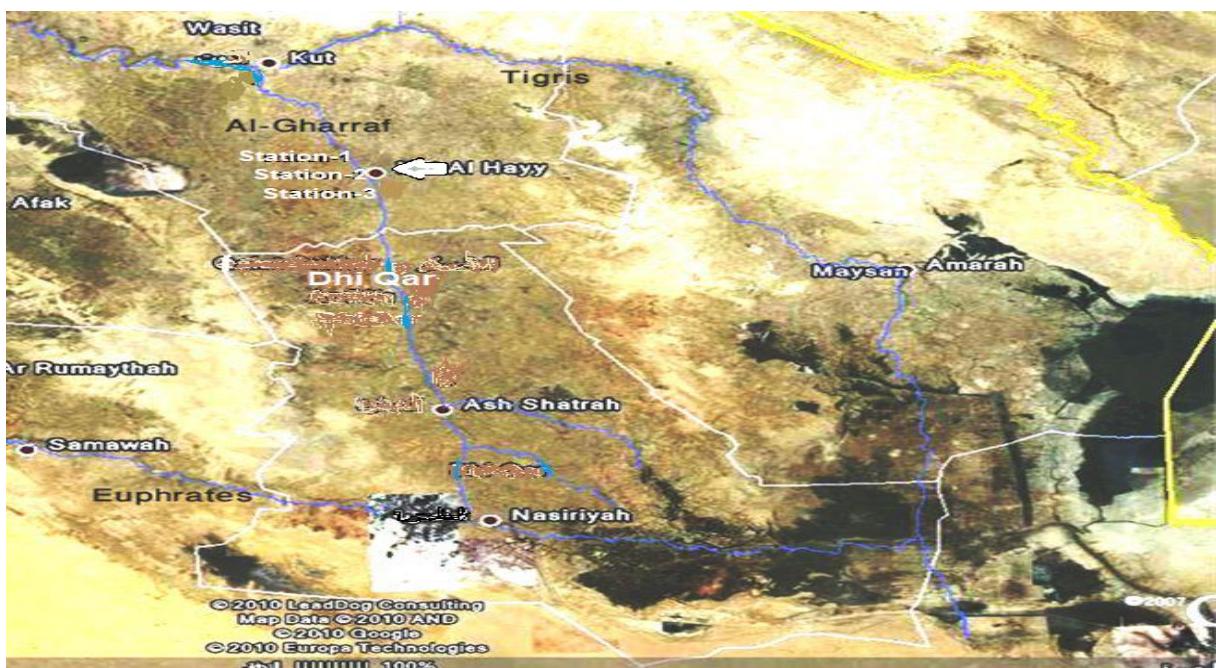 Wasit
Kut
Tigris
Al-Gharraf
Station-1
Station-2
Al Hayy
Station-3
Afak
Dhi Qar
Maysan
Amarah
Ar Rumaythah
Ash Shatrah
Samawah
Euphrates
Nasiriyah
© 2010 LeadDog Consulting
Map Data © 2010 AND
© 2010 Google
© 2010 Europa Technologies
©2007
100%